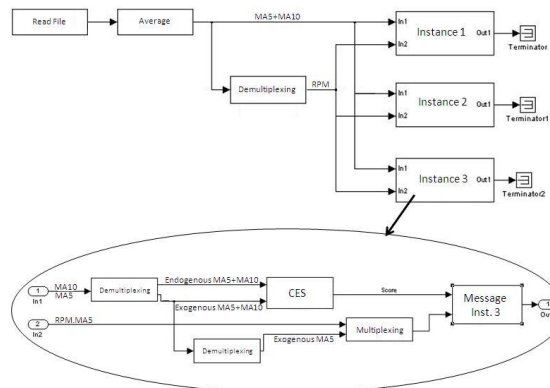 Read File
Average
MA5+MA10
In1
In2
Instance 1
Out1
Terminator
Demultiplexing
RPM
In1
In2
Instance 2
Out1
Terminator1
In1
In2
Instance 3
Out1
Terminator2
1
In1
MA10
MA5
Demultiplexing
Endogenous MA5+MA10
Exogenous MA5+MA10
CES
Score
Message
Inst. 3
1
Ou
2
In2
RPM.MA5
Multiplexing
Demultiplexing
Exogenous MA5